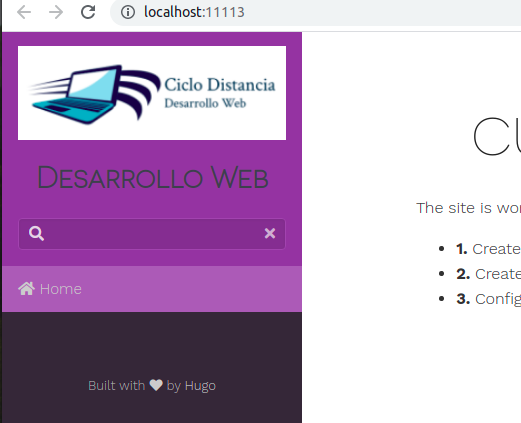 localhost:11113
Ciclo Distancia
Desarrollo Web
Desarrollo Web
CU
The site is wor
1. Create
2. Create
3. Config
Home
Built with by Hugo